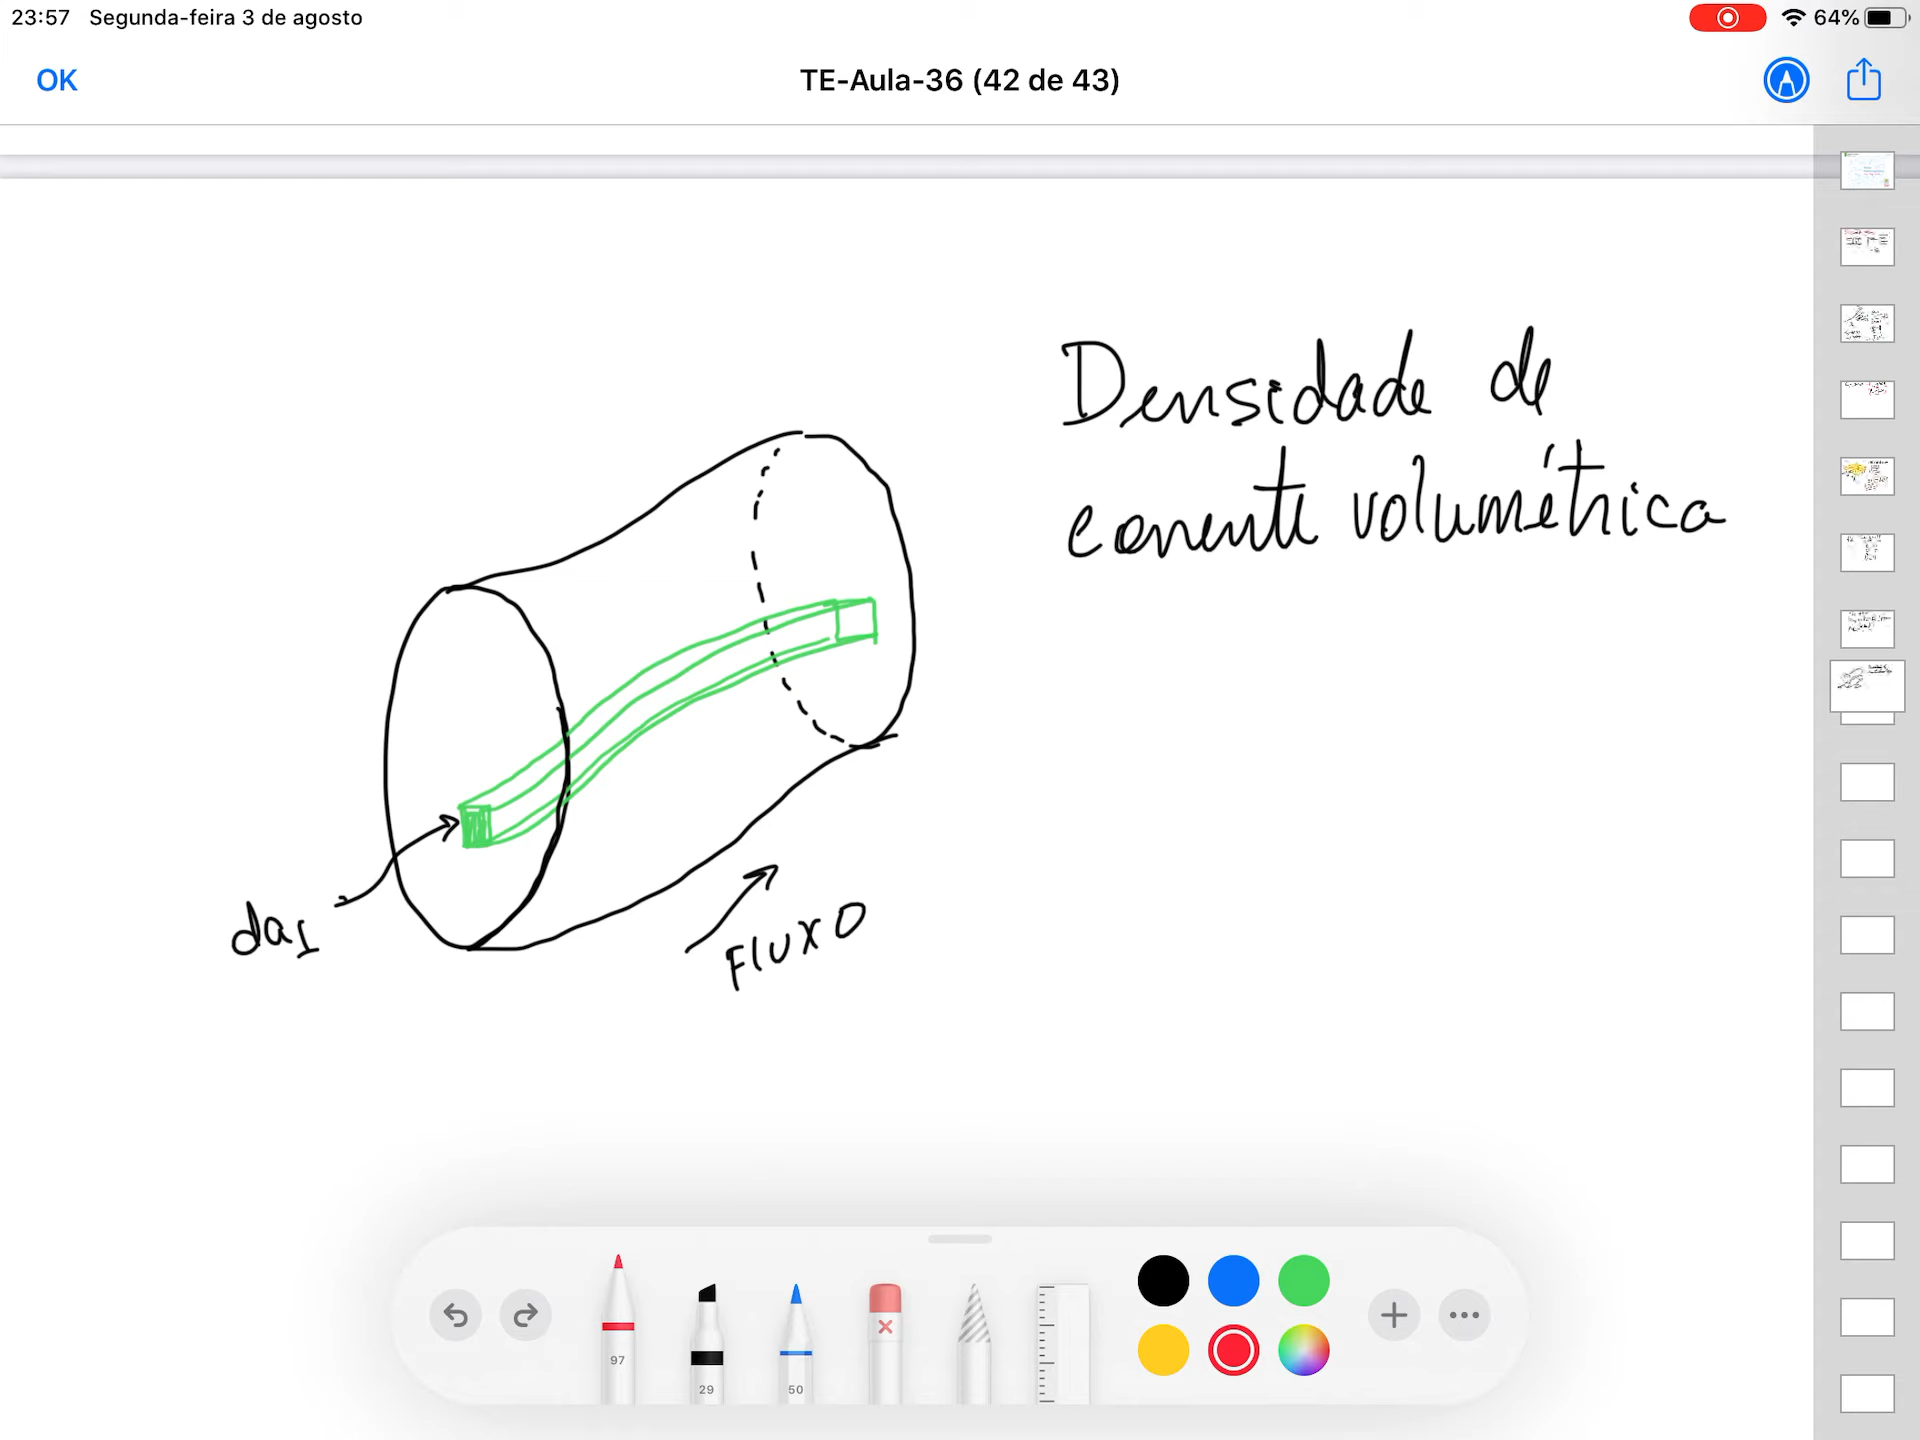 23:57 Segunda-feira 3 de agosto
64%
OK
TE-Aula-36 (42 de 43)
Densidade de
corrente volumétrica
da⊥
FLUXO
97
29
50